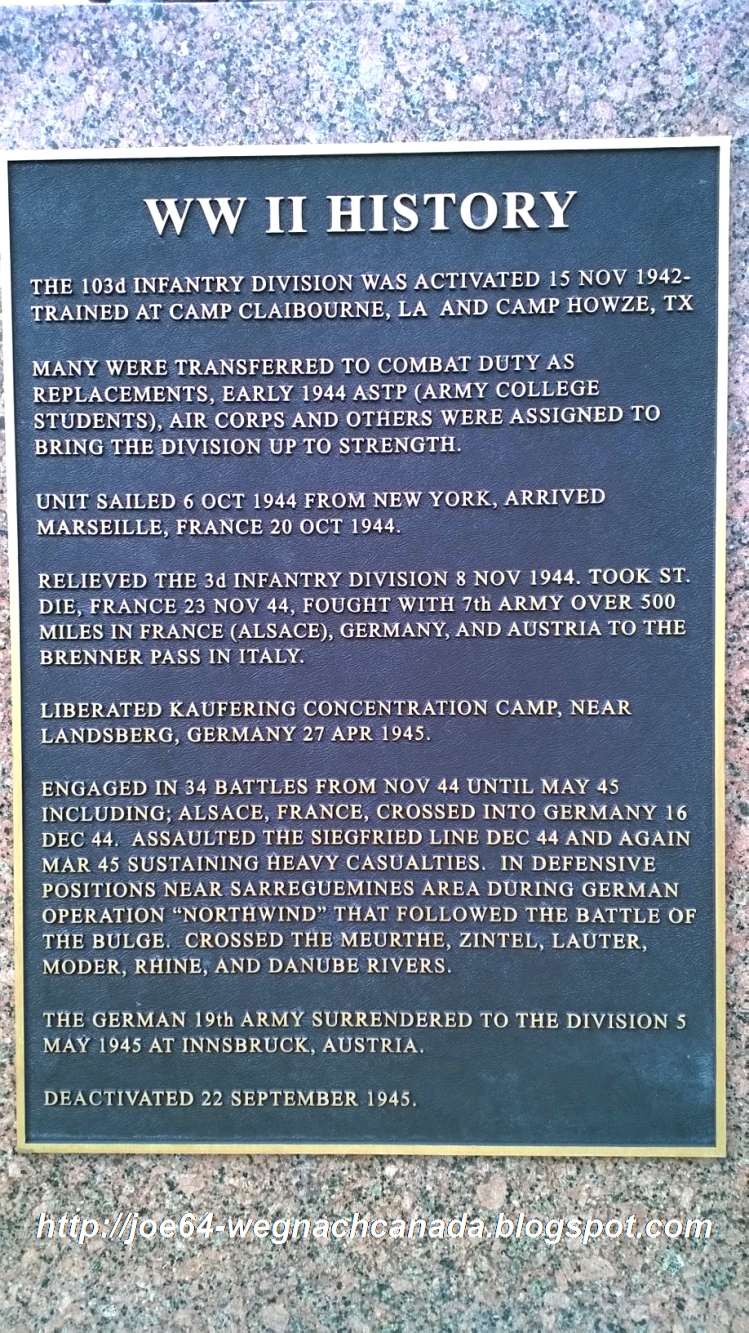 WW II HISTORY
THE 103d INFANTRY DIVISION WAS ACTIVATED 15 NOV 1942-
TRAINED AT CAMP CLAIBOURNE, LA AND CAMP HOWZE, TX
MANY WERE TRANSFERRED TO COMBAT DUTY AS
REPLACEMENTS, EARLY 1944 ASTP (ARMY COLLEGE
STUDENTS), AIR CORPS AND OTHERS WERE ASSIGNED TO
BRING THE DIVISION UP TO STRENGTH.
UNIT SAILED 6 OCT 1944 FROM NEW YORK, ARRIVED
MARSEILLE, FRANCE 20 OCT 1944.
RELIEVED THE 3d INFANTRY DIVISION 8 NOV 1944. TOOK ST.
DIE, FRANCE 23 NOV 44, FOUGHT WITH 7th ARMY OVER 500
MILES IN FRANCE (ALSACE), GERMANY, AND AUSTRIA TO THE
BRENNER PASS IN ITALY.
LIBERATED KAUFERING CONCENTRATION CAMP, NEAR
LANDSBERG, GERMANY 27 APR 1945.
ENGAGED IN 34 BATTLES FROM NOV 44 UNTIL MAY 45
INCLUDING; ALSACE, FRANCE, CROSSED INTO GERMANY 16
DEC 44. ASSAULTED THE SIEGFRIED LINE DEC 44 AND AGAIN
MAR 45 SUSTAINING HEAVY CASUALTIES. IN DEFENSIVE
POSITIONS NEAR SARREGUEMINES AREA DURING GERMAN
OPERATION “NORTHWIND” THAT FOLLOWED THE BATTLE OF
THE BULGE. CROSSED THE MEURTHE, ZINTEL, LAUTER,
MODER, RHINE, AND DANUBE RIVERS.
THE GERMAN 19th ARMY SURRENDERED TO THE DIVISION 5
MAY 1945 AT INNSBRUCK, AUSTRIA.
DEACTIVATED 22 SEPTEMBER 1945.
http://joe64-wegnachcanada.blogspot.com